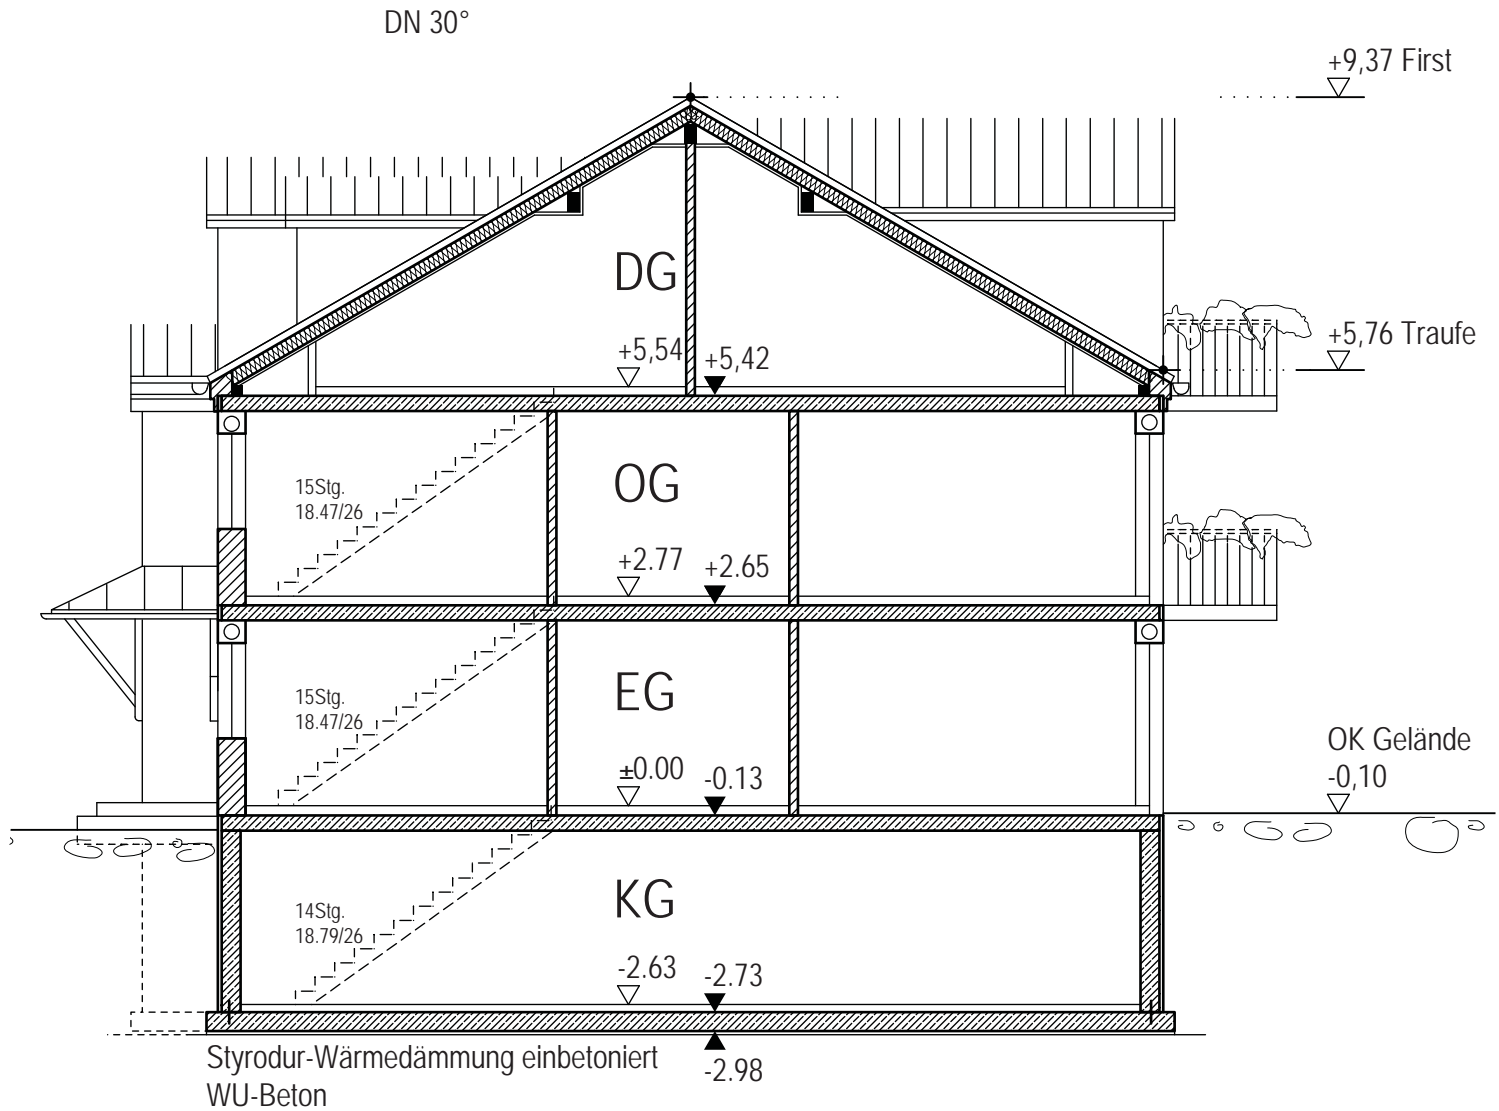 DN 30°
+9,37 First
DG
+5,54
+5,42
+5,76 Traufe
15Stg.
18.47/26
OG
+2.77
+2.65
15Stg.
18.47/26
EG
±0.00
-0.13
OK Gelände
-0,10
14Stg.
18.79/26
KG
-2.63
-2.73
Styrodur-Wärmedämmung einbetoniert
WU-Beton
-2.98